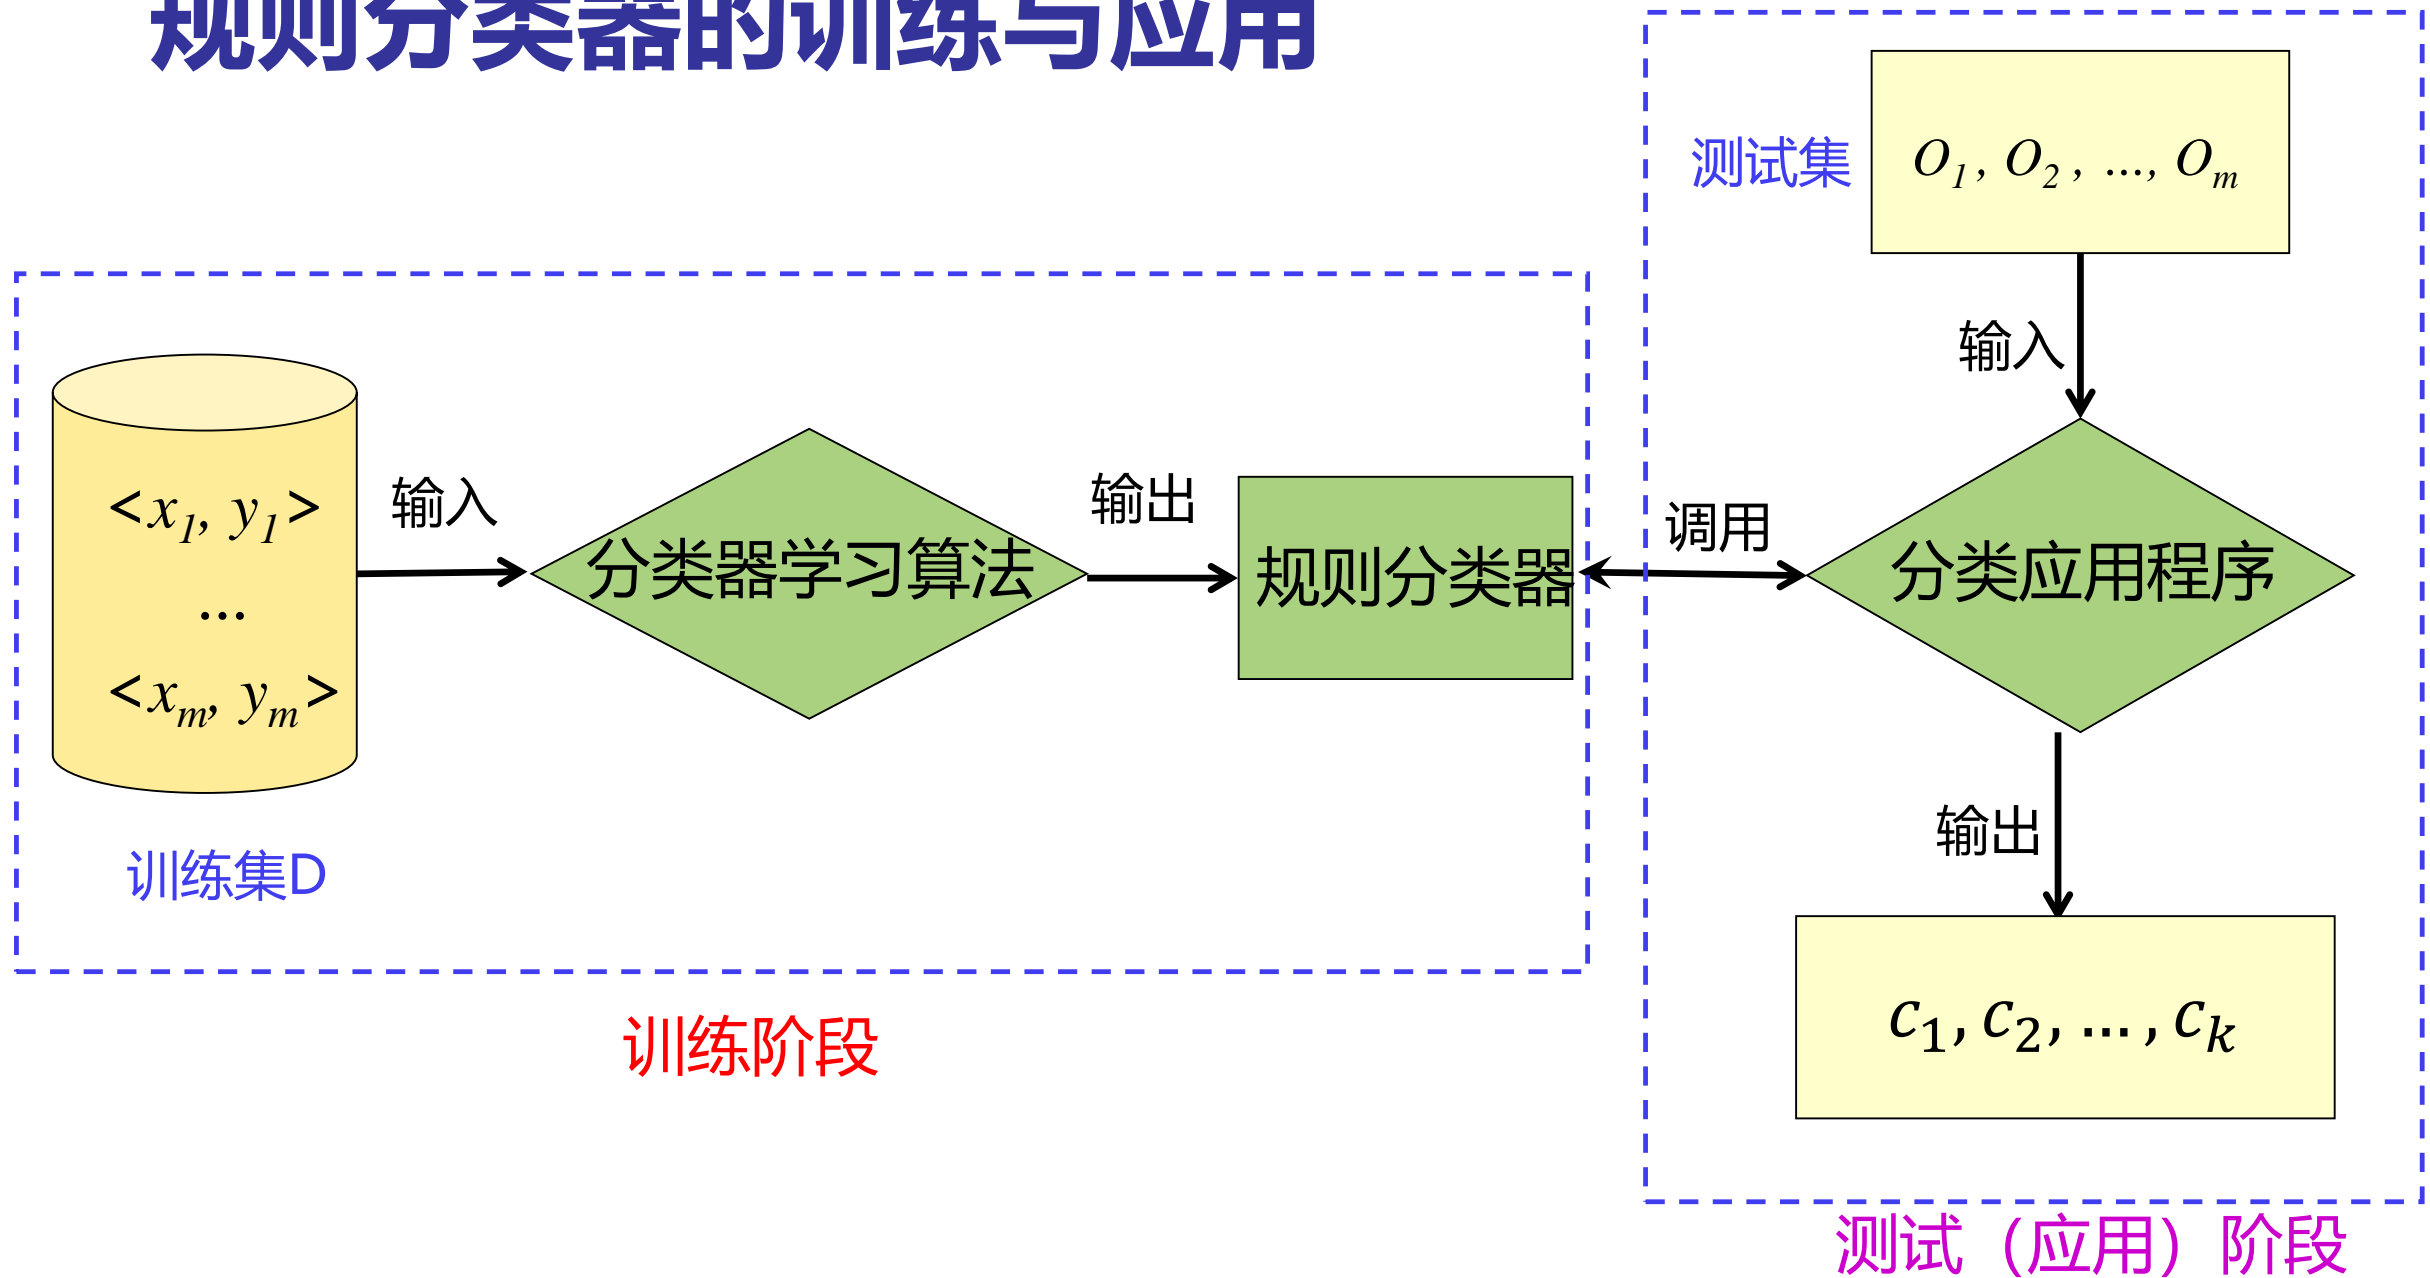 规则分类器的训练与应用
测试集
O1, O2, ..., Om
输入
<x1, y1>
...
<xm, ym>
输入
分类器学习算法
输出
规则分类器
调用
分类应用程序
输出
训练集D
c1, c2, ..., ck
训练阶段
测试（应用）阶段